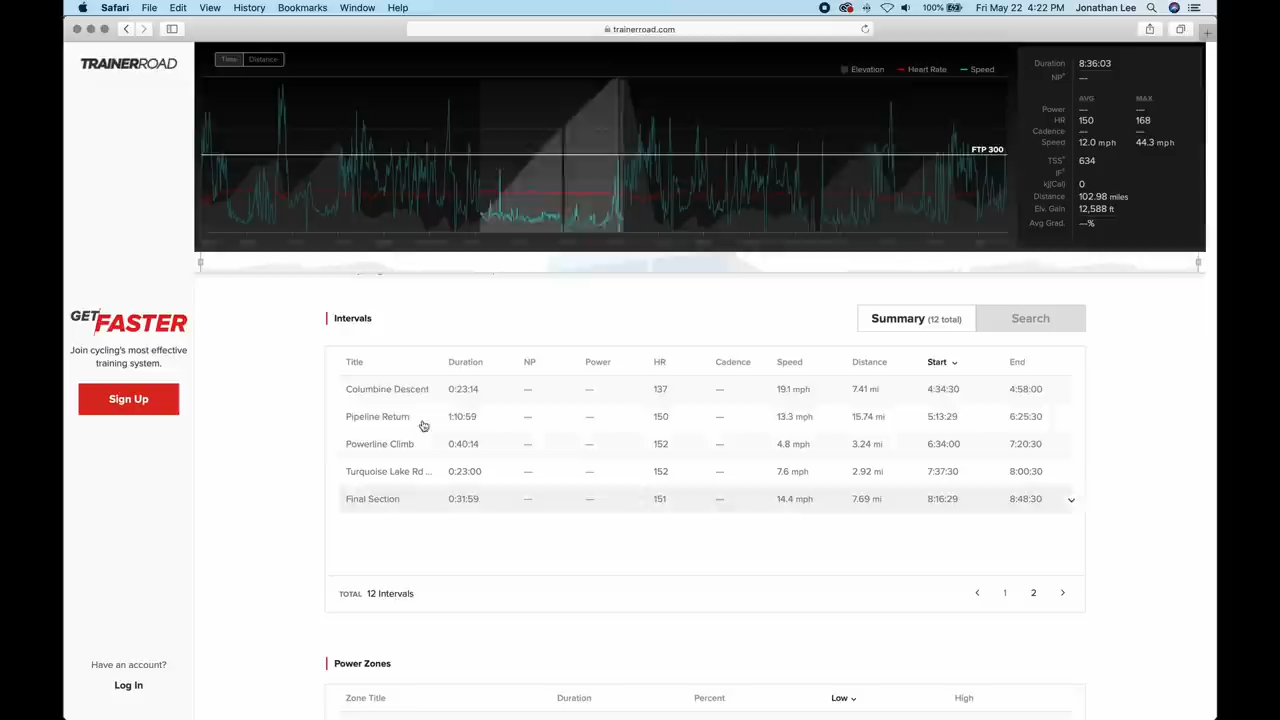 Safari File Edit View History Bookmarks Window Help 100% Fri May 22 4:22 PM Jonathan Lee
trainerroad.com
TRAINERROAD
Time Distance
Elevation Heart Rate Speed
FTP 300
Duration 8:36:03
NP* —
AVG MAX
Power — —
HR 150 168
Cadence — —
Speed 12.0 mph 44.3 mph
TSS* 634
IF* —
kJ(Cal) 0
Distance 102.98 miles
Elv. Gain 12,588 ft
Avg Grad. --%
GET FASTER
Join cycling's most effective
training system.
Sign Up
Have an account?
Log In
Intervals Summary (12 total) Search
Title Duration NP Power HR Cadence Speed Distance Start End
Columbine Descent 0:23:14 — — 137 — 19.1 mph 7.41 mi 4:34:30 4:58:00
Pipeline Return 1:10:59 — — 150 — 13.3 mph 15.74 mi 5:13:29 6:25:30
Powerline Climb 0:40:14 — — 152 — 4.8 mph 3.24 mi 6:34:00 7:20:30
Turquoise Lake Rd ... 0:23:00 — — 152 — 7.6 mph 2.92 mi 7:37:30 8:00:30
Final Section 0:31:59 — — 151 — 14.4 mph 7.69 mi 8:16:29 8:48:30
TOTAL 12 Intervals < 1 2 >
Power Zones
Zone Title Duration Percent Low High